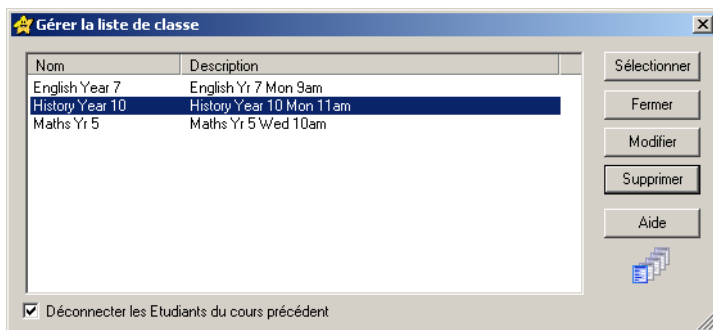 Gérer la liste de classe
Nom Description
English Year 7 English Yr 7 Mon 9am
History Year 10 History Year 10 Mon 11am
Maths Yr 5 Maths Yr 5 Wed 10am
Sélectionner
Fermer
Modifier
Supprimer
Aide
Déconnecter les Etudiants du cours précédent